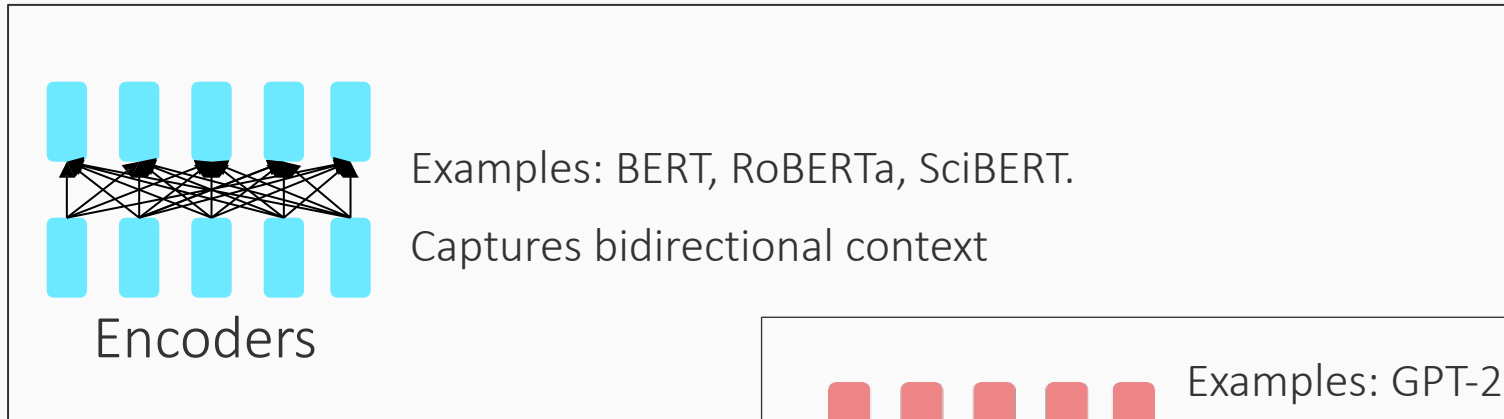 Examples: BERT, RoBERTa, SciBERT.
Captures bidirectional context
Encoders
Examples: GPT-2